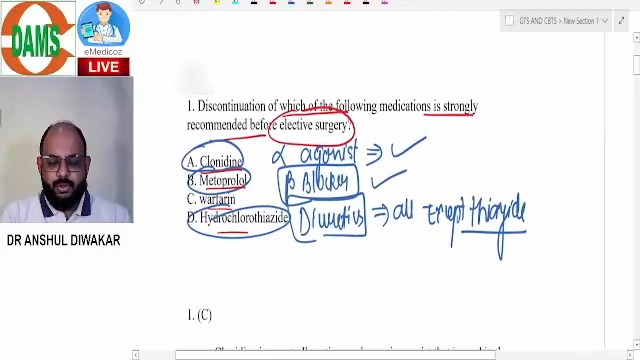 DAMS
eMedicoz
LIVE
GTS AND CBTS
New Section 1
1. Discontinuation of which of the following medications is strongly
recommended before elective surgery?
A. Clonidine α agonist ⇒ ✓
B. Metoprolol β Blocker ✓
C. warfarin
D. Hydrochlorothiazide Diuretics ⇒ all except thiazide
DR ANSHUL DIWAKAR
1. (C)